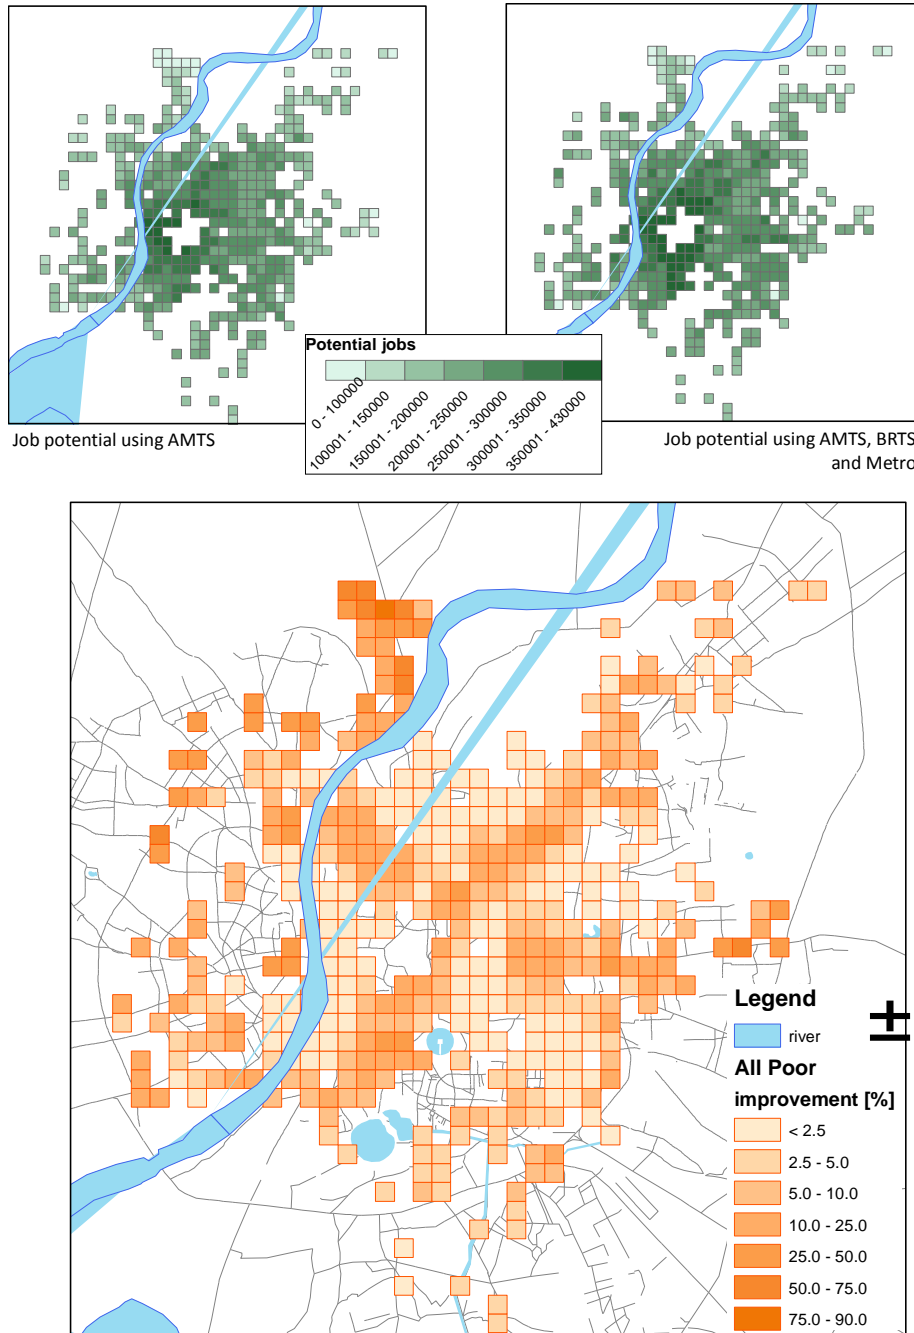 Potential jobs
0 - 100000
100001 - 150000
150001 - 200000
200001 - 250000
250001 - 300000
300001 - 350000
350001 - 430000
Job potential using AMTS
Job potential using AMTS, BRTS
and Metro
Legend
river
All Poor
improvement [%]
< 2.5
2.5 - 5.0
5.0 - 10.0
10.0 - 25.0
25.0 - 50.0
50.0 - 75.0
75.0 - 90.0